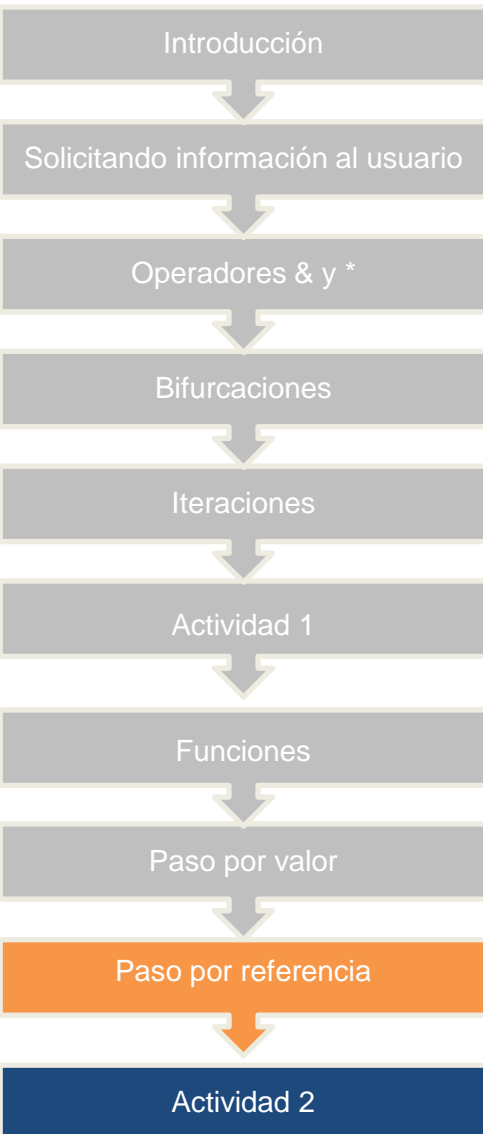 Introducción
Solicitando información al usuario
Operadores & y *
Bifurcaciones
Iteraciones
Actividad 1
Funciones
Paso por valor
Paso por referencia
Actividad 2